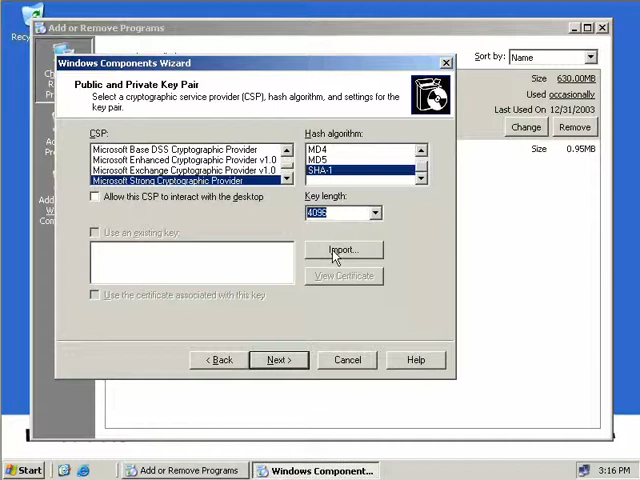 Recy
Add or Remove Programs
Sort by:
Name
Size
630.00MB
Used
occasionally
Last Used On
12/31/2003
Change
Remove
Size
0.95MB
Windows Components Wizard
Public and Private Key Pair
Select a cryptographic service provider (CSP), hash algorithm, and settings for the
key pair.
CSP:
Microsoft Base DSS Cryptographic Provider
Microsoft Enhanced Cryptographic Provider v1.0
Microsoft Exchange Cryptographic Provider v1.0
Microsoft Strong Cryptographic Provider
Hash algorithm:
MD4
MD5
SHA-1
Allow this CSP to interact with the desktop
Key length:
4096
Use an existing key:
Import...
View Certificate
Use the certificate associated with this key
< Back
Next >
Cancel
Help
Start
Add or Remove Programs
Windows Component...
3:16 PM